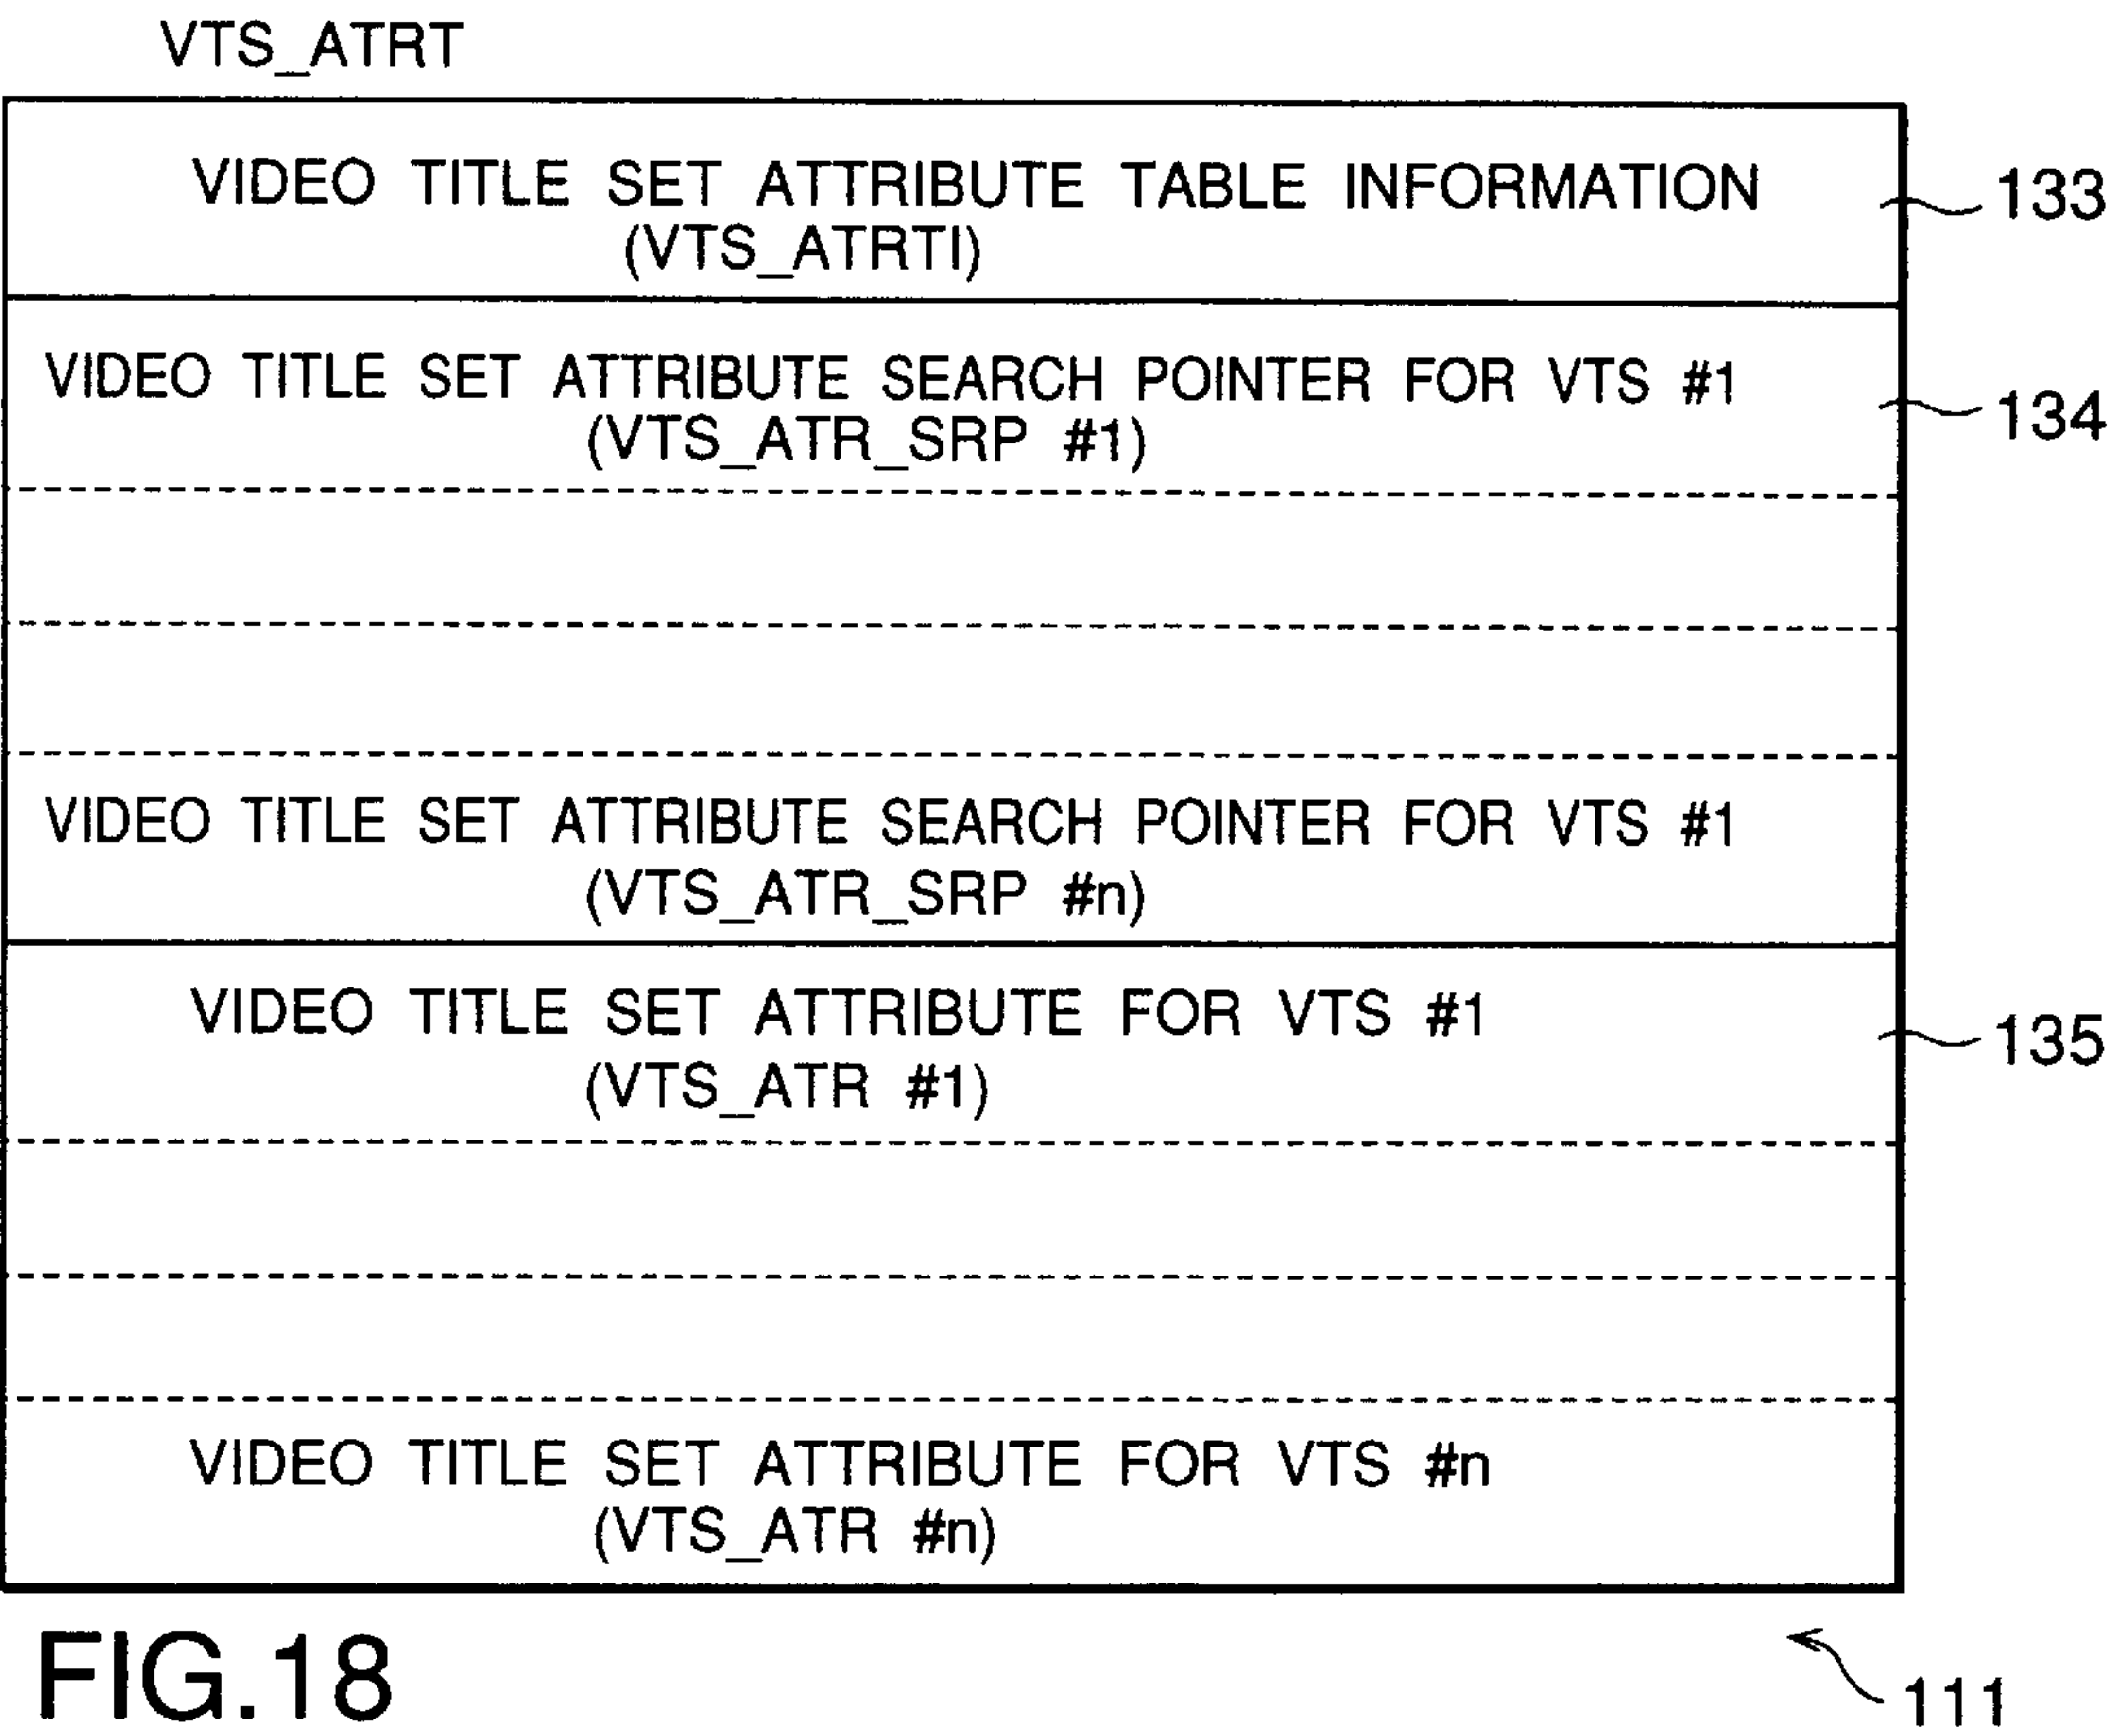 VTS_ATRT
VIDEO TITLE SET ATTRIBUTE TABLE INFORMATION
(VTS_ATRTI)
133
VIDEO TITLE SET ATTRIBUTE SEARCH POINTER FOR VTS #1
(VTS_ATR_SRP #1)
134
VIDEO TITLE SET ATTRIBUTE SEARCH POINTER FOR VTS #1
(VTS_ATR_SRP #n)
VIDEO TITLE SET ATTRIBUTE FOR VTS #1
(VTS_ATR #1)
135
VIDEO TITLE SET ATTRIBUTE FOR VTS #n
(VTS_ATR #n)
FIG.18
111